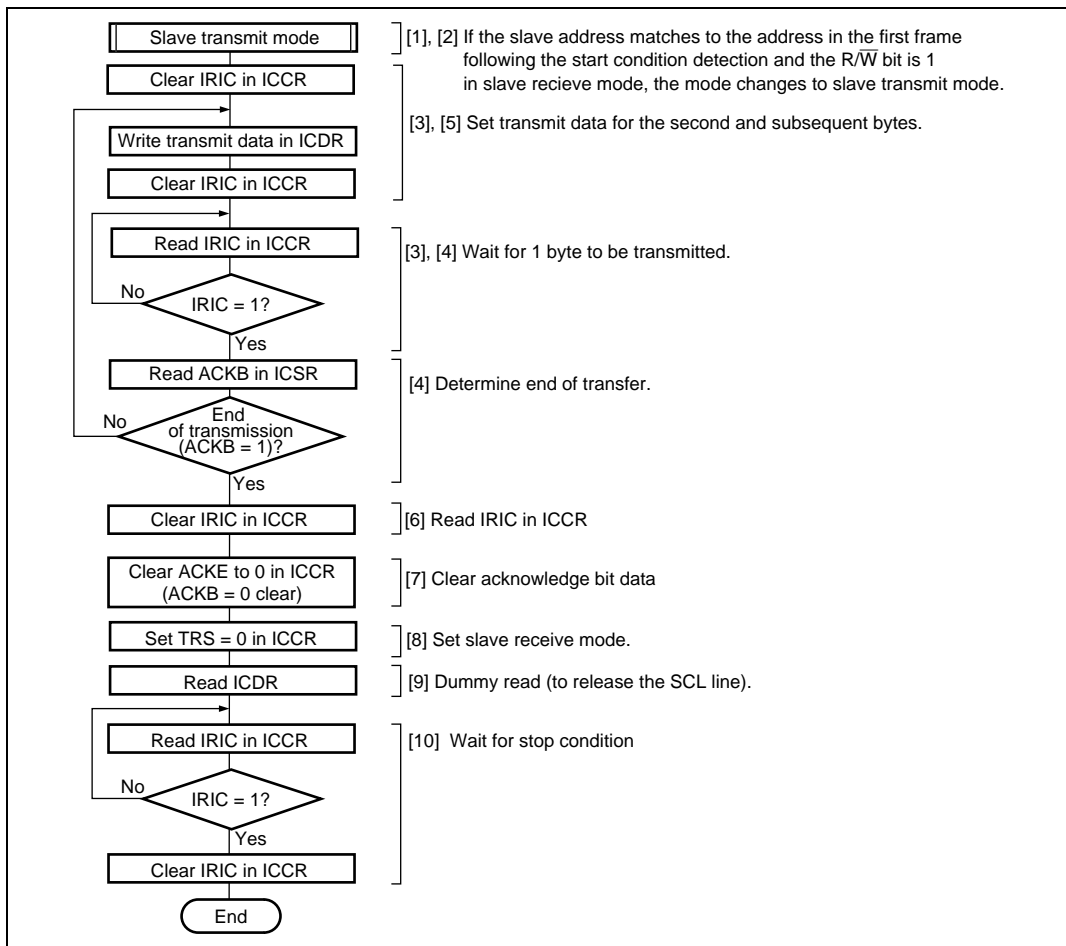 Slave transmit mode
[1], [2] If the slave address matches to the address in the first frame
following the start condition detection and the R/W̅ bit is 1
in slave recieve mode, the mode changes to slave transmit mode.
Clear IRIC in ICCR
[3], [5] Set transmit data for the second and subsequent bytes.
Write transmit data in ICDR
Clear IRIC in ICCR
Read IRIC in ICCR
[3], [4] Wait for 1 byte to be transmitted.
No
IRIC = 1?
Yes
Read ACKB in ICSR
[4] Determine end of transfer.
No
End
of transmission
(ACKB = 1)?
Yes
Clear IRIC in ICCR
[6] Read IRIC in ICCR
Clear ACKE to 0 in ICCR
(ACKB = 0 clear)
[7] Clear acknowledge bit data
Set TRS = 0 in ICCR
[8] Set slave receive mode.
Read ICDR
[9] Dummy read (to release the SCL line).
Read IRIC in ICCR
[10] Wait for stop condition
No
IRIC = 1?
Yes
Clear IRIC in ICCR
End